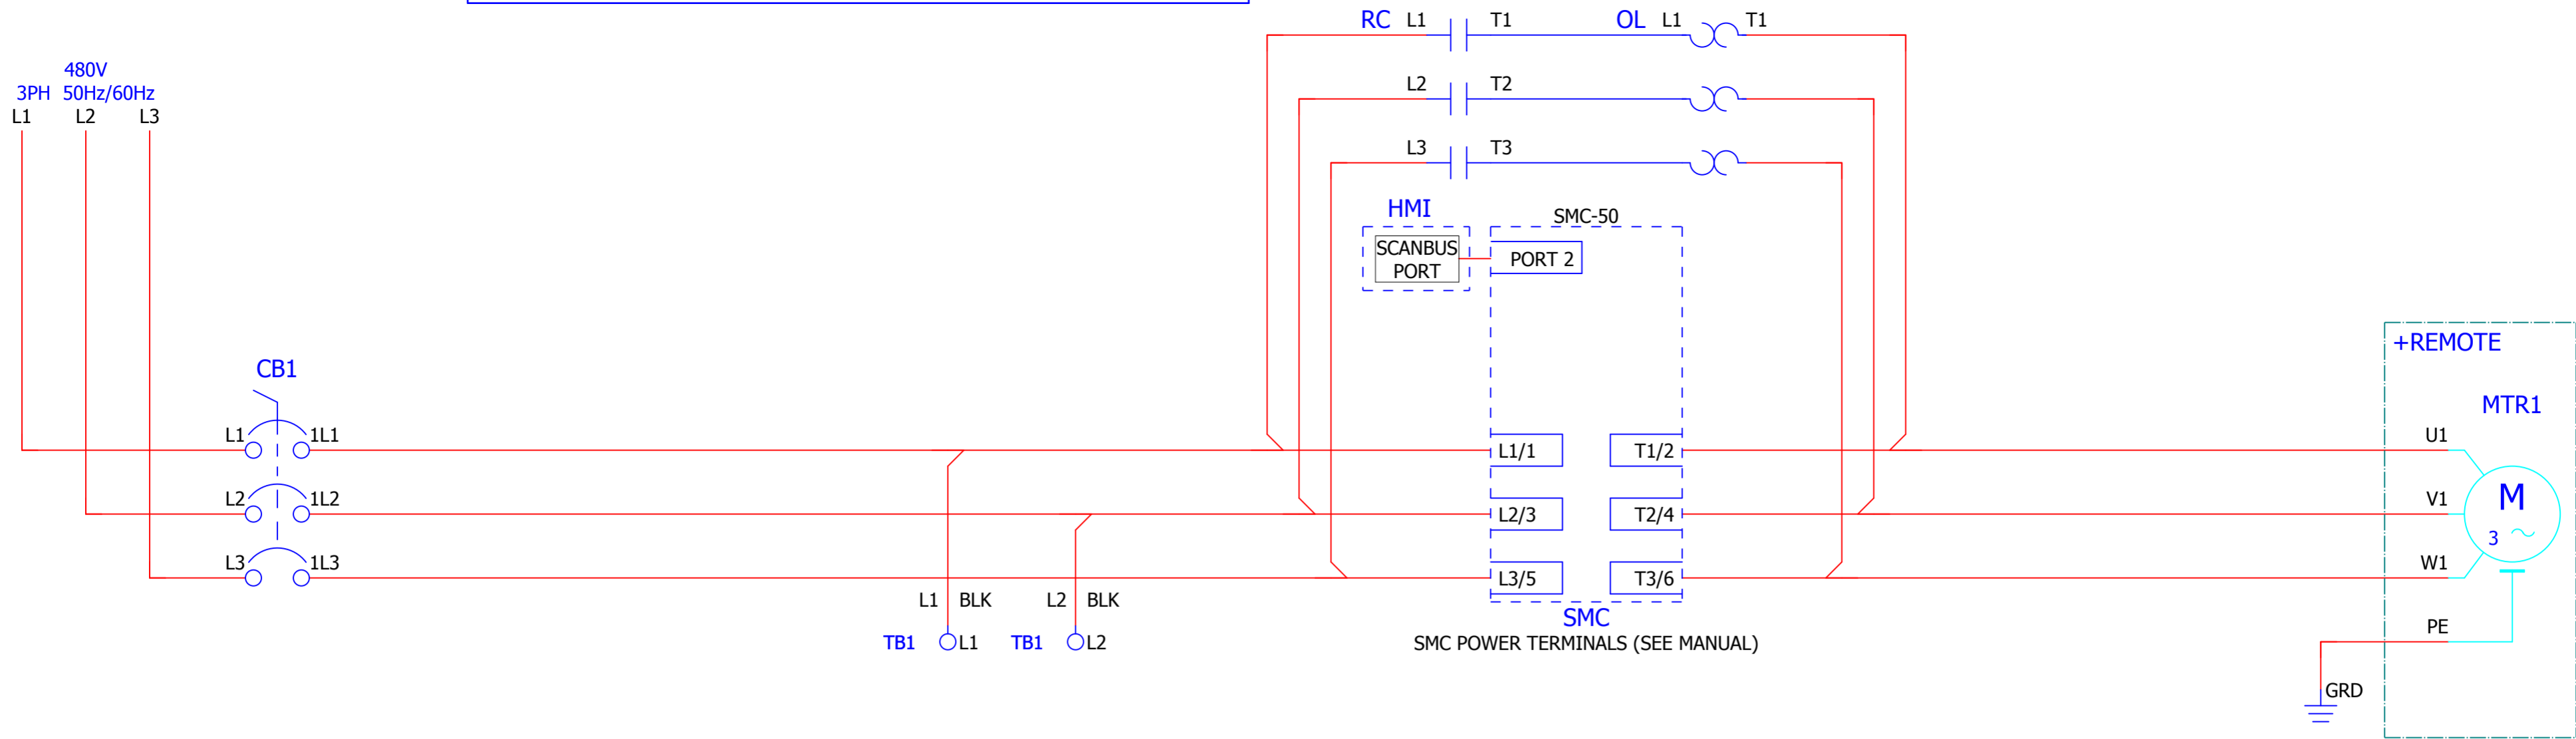 RC L1 T1 OL L1 T1
480V
3PH 50Hz/60Hz
L1 L2 L3
L2 T2
L3 T3
HMI
SMC-50
SCANBUS
PORT
PORT 2
+REMOTE
CB1
MTR1
L1 1L1
L1/1 T1/2
U1
L2 1L2
L2/3 T2/4
V1
M
3
L3 1L3
L3/5 T3/6
W1
L1 BLK L2 BLK
SMC
TB1 L1 TB1 L2
SMC POWER TERMINALS (SEE MANUAL)
PE
GRD